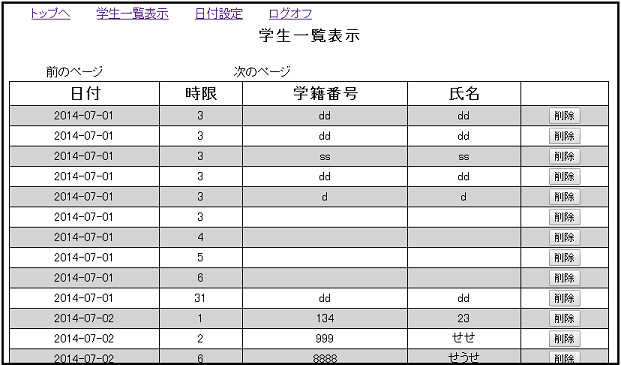 トップへ 学生一覧表示 日付設定 ログオフ
学生一覧表示
前のページ 次のページ
日付 時限 学籍番号 氏名
2014-07-01 3 dd dd 削除
2014-07-01 3 dd dd 削除
2014-07-01 3 ss ss 削除
2014-07-01 3 dd dd 削除
2014-07-01 3 d d 削除
2014-07-01 3 削除
2014-07-01 4 削除
2014-07-01 5 削除
2014-07-01 6 削除
2014-07-01 31 dd dd 削除
2014-07-02 1 134 23 削除
2014-07-02 2 999 せせ 削除
2014-07-02 6 8888 せうせ 削除